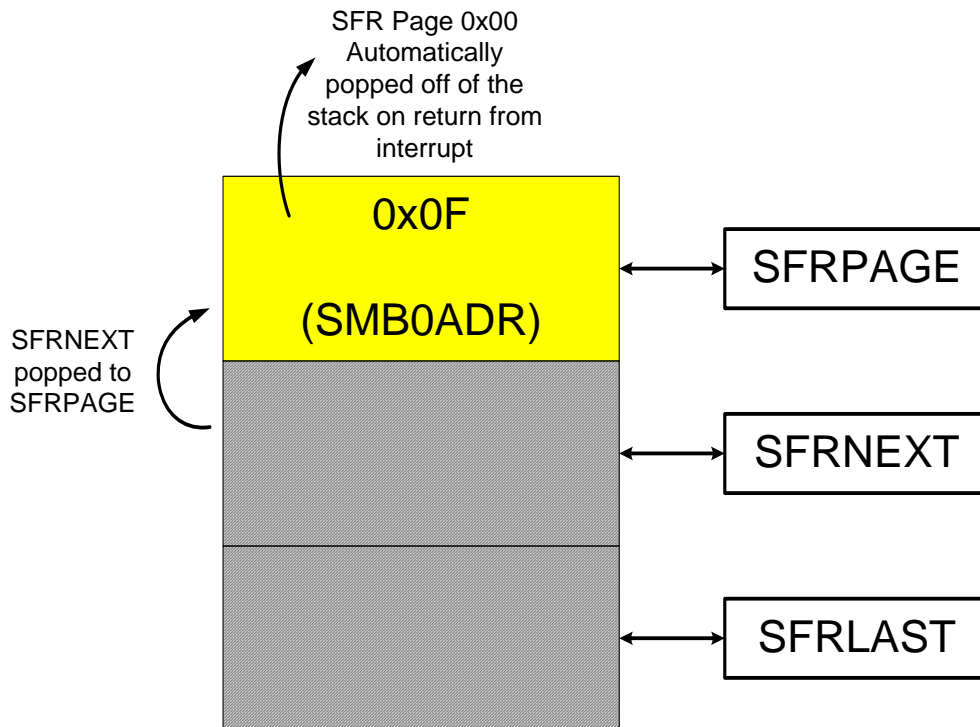 SFR Page 0x00
Automatically
popped off of the
stack on return from
interrupt
0x0F
(SMB0ADR)
SFRPAGE
SFRNEXT
popped to
SFRPAGE
SFRNEXT
SFRLAST